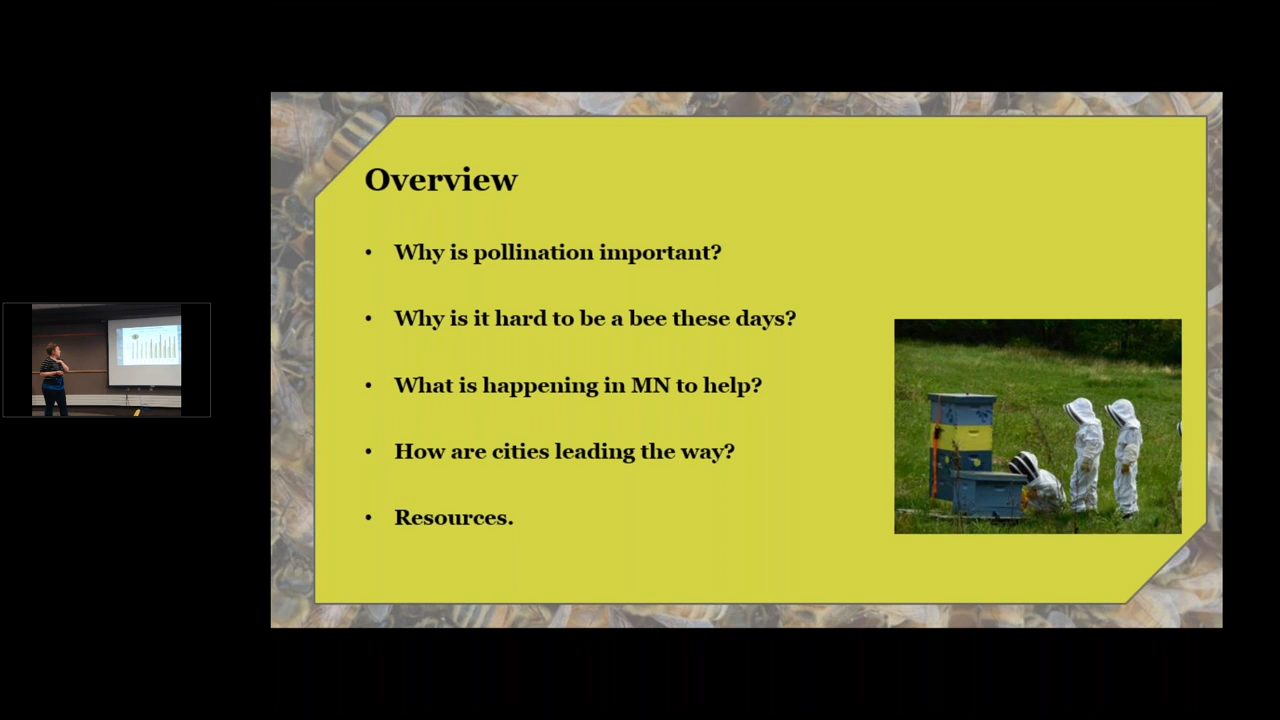 Overview
• Why is pollination important?
• Why is it hard to be a bee these days?
• What is happening in MN to help?
• How are cities leading the way?
• Resources.